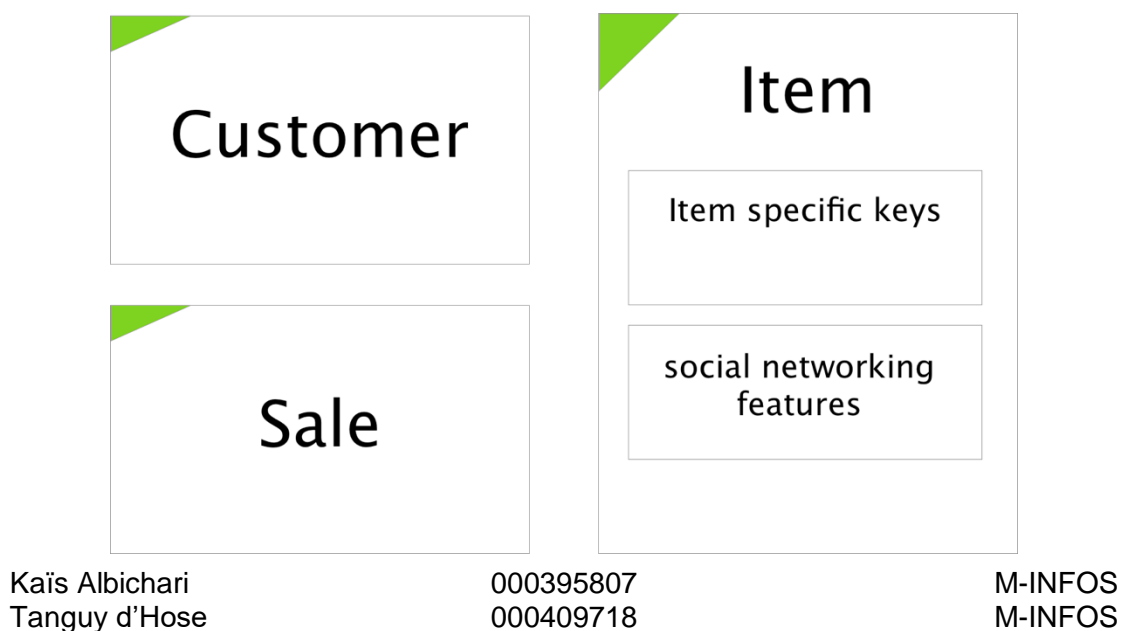 Customer
Sale
Item
Item specific keys
social networking
features
Kaïs Albichari 000395807 M-INFOS
Tanguy d’Hose 000409718 M-INFOS